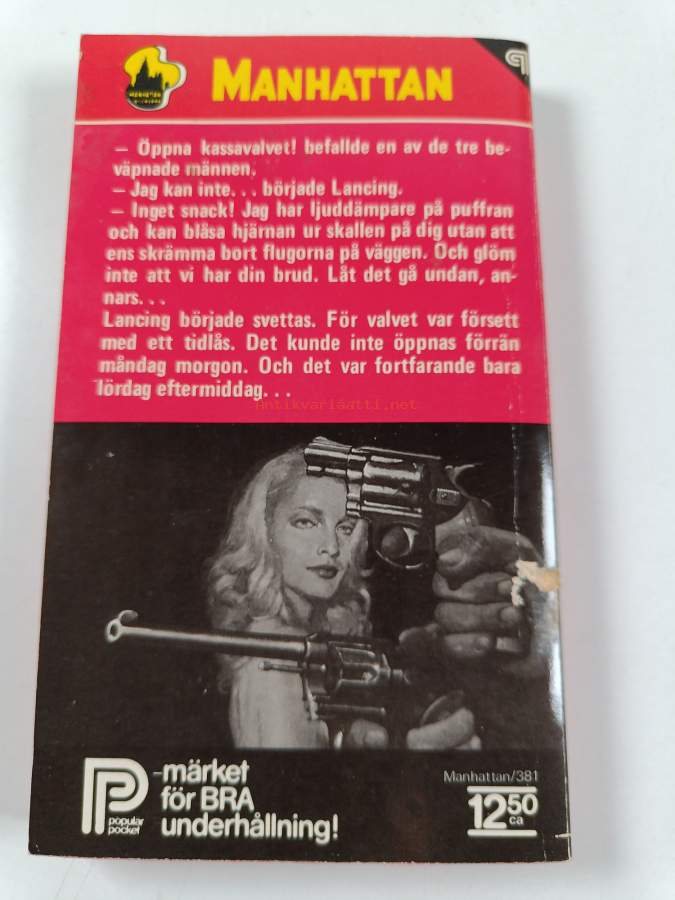 MANHATTAN
– Öppna kassavalvet! befallde en av de tre be-
väpnade männen.
– Jag kan inte... började Lancing.
– Inget snack! Jag har ljuddämpare på puffran
och kan blåsa hjärnan ur skallen på dig utan att
ens skrämma bort flugorna på väggen. Och glöm
inte att vi har din brud. Låt det gå undan, an-
nars...
Lancing började svettas. För valvet var försett
med ett tidlås. Det kunde inte öppnas förrän
måndag morgon. Och det var fortfarande bara
lördag eftermiddag...
antikvariaatti.net
-märket
för BRA
underhållning!
popular
pocket
Manhattan/381
12.50
ca